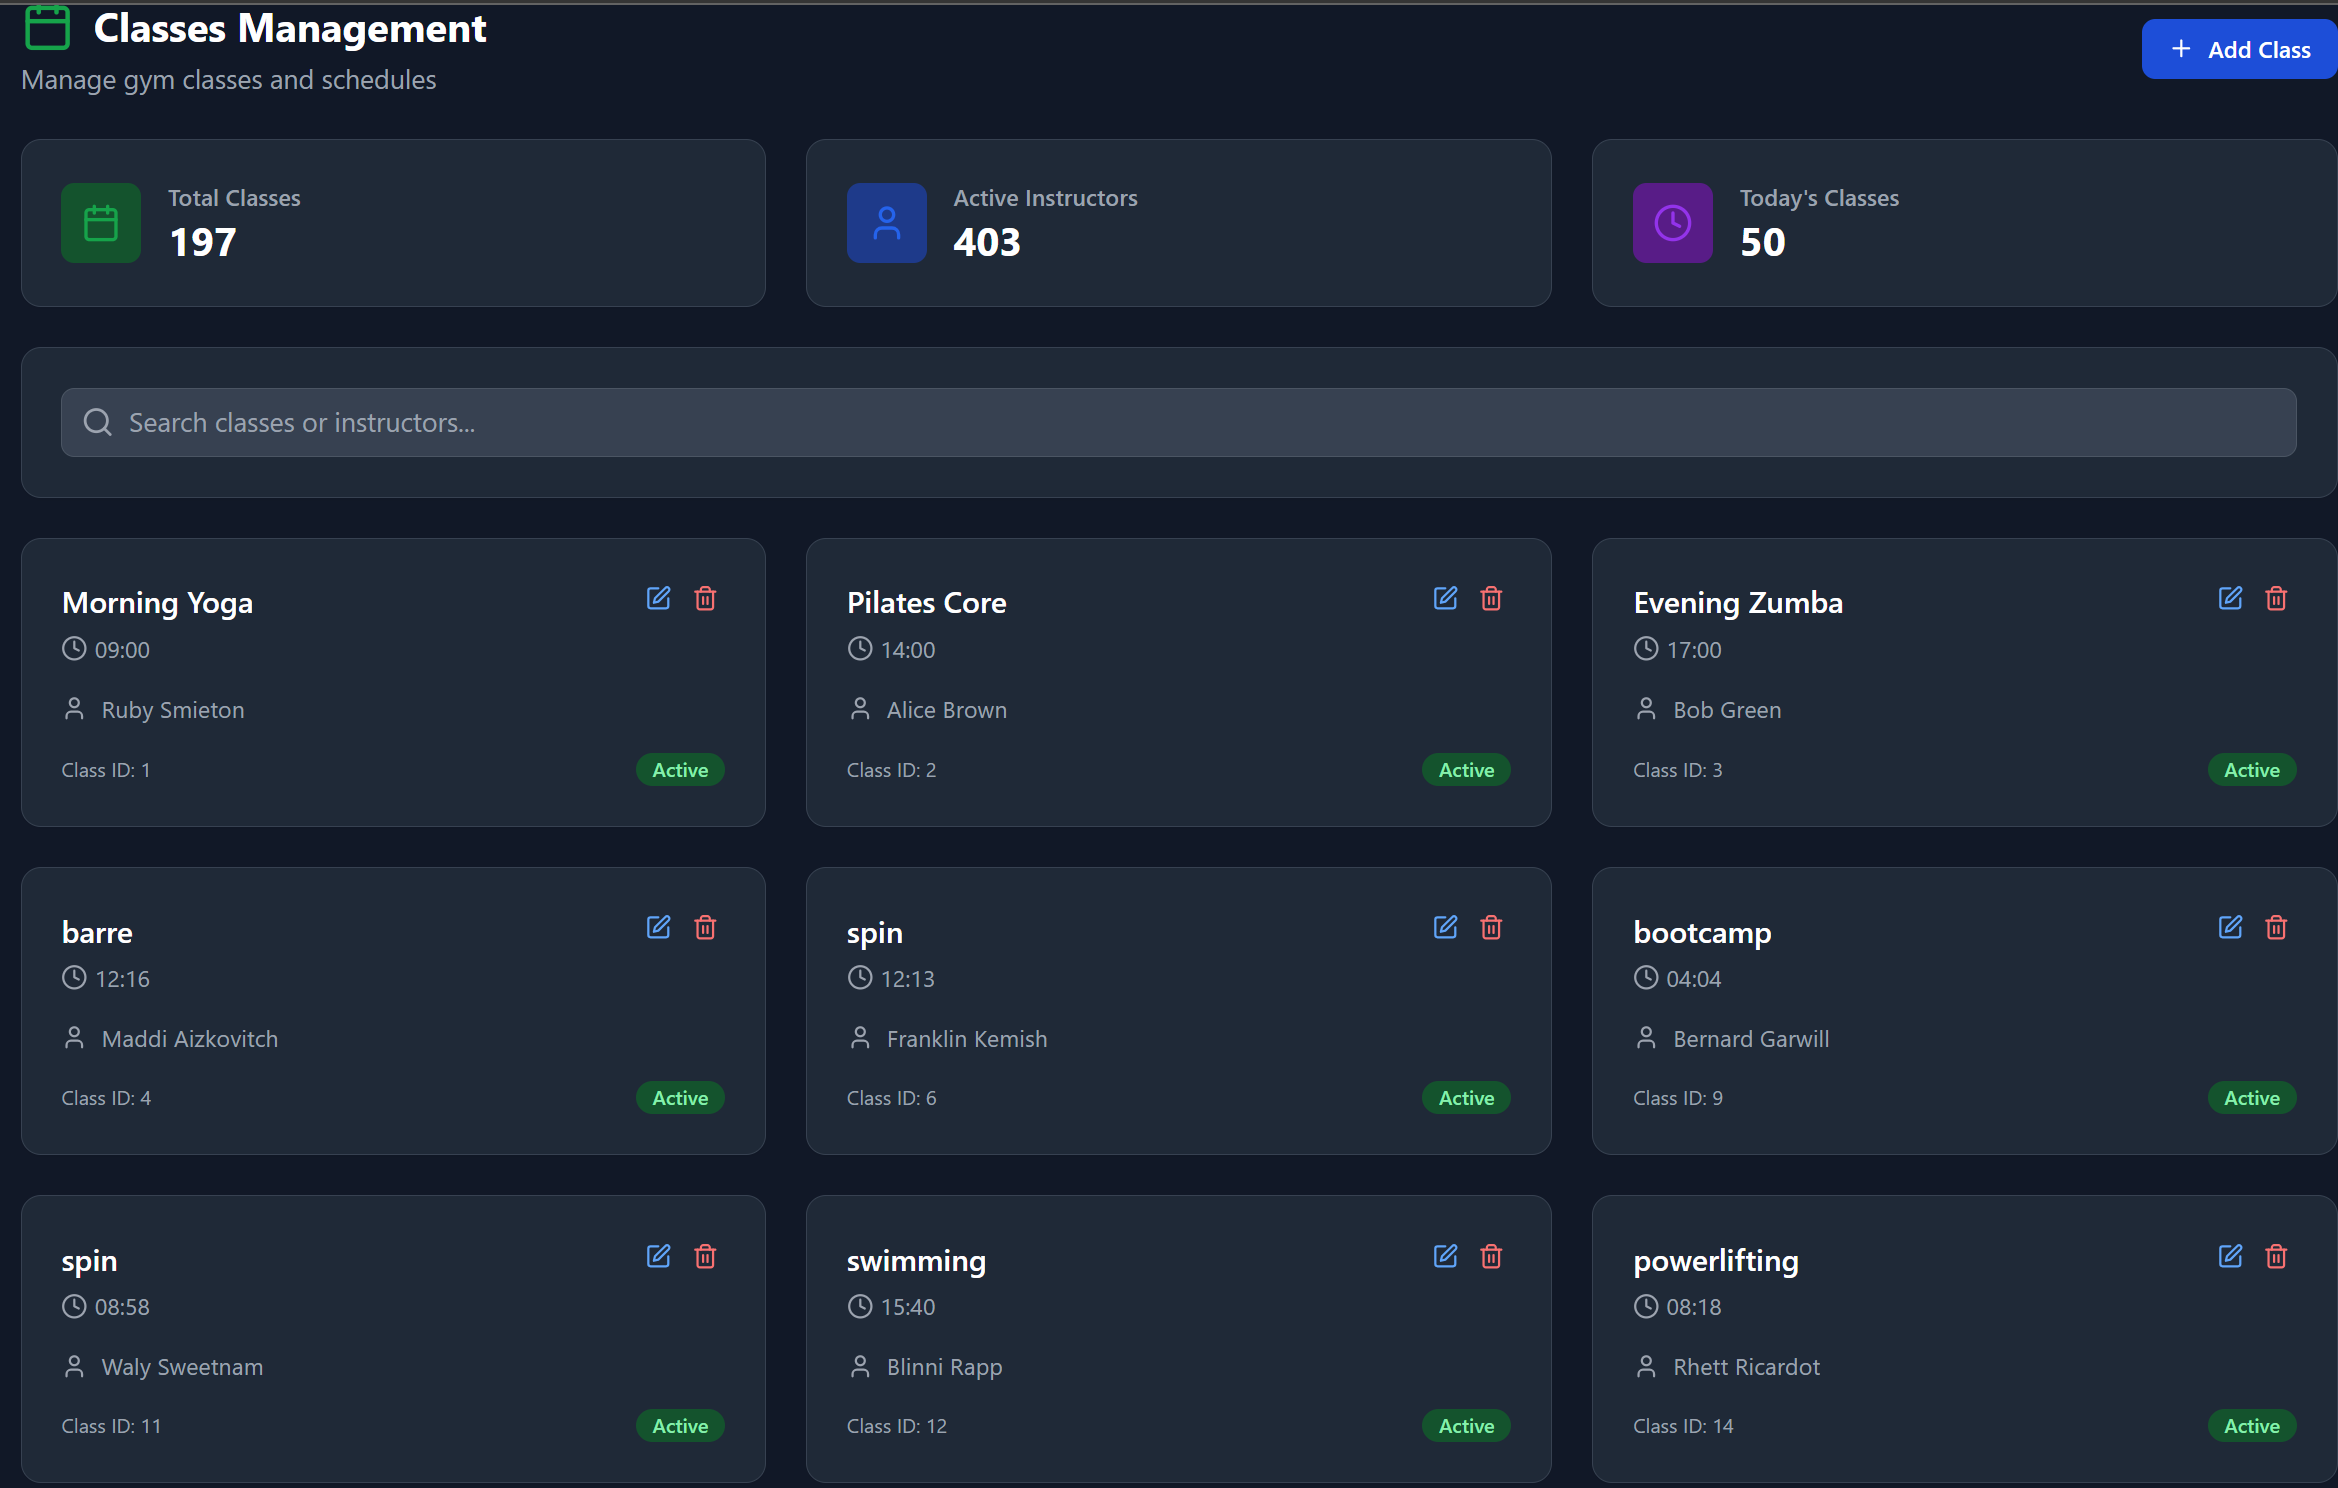 Classes Management
Manage gym classes and schedules
Add Class
Total Classes
197
Active Instructors
403
Today's Classes
50
Search classes or instructors...
Morning Yoga
09:00
Ruby Smieton
Class ID: 1
Active
Pilates Core
14:00
Alice Brown
Class ID: 2
Active
Evening Zumba
17:00
Bob Green
Class ID: 3
Active
barre
12:16
Maddi Aizkovitch
Class ID: 4
Active
spin
12:13
Franklin Kemish
Class ID: 6
Active
bootcamp
04:04
Bernard Garwill
Class ID: 9
Active
spin
08:58
Waly Sweetnam
Class ID: 11
Active
swimming
15:40
Blinni Rapp
Class ID: 12
Active
powerlifting
08:18
Rhett Ricardot
Class ID: 14
Active